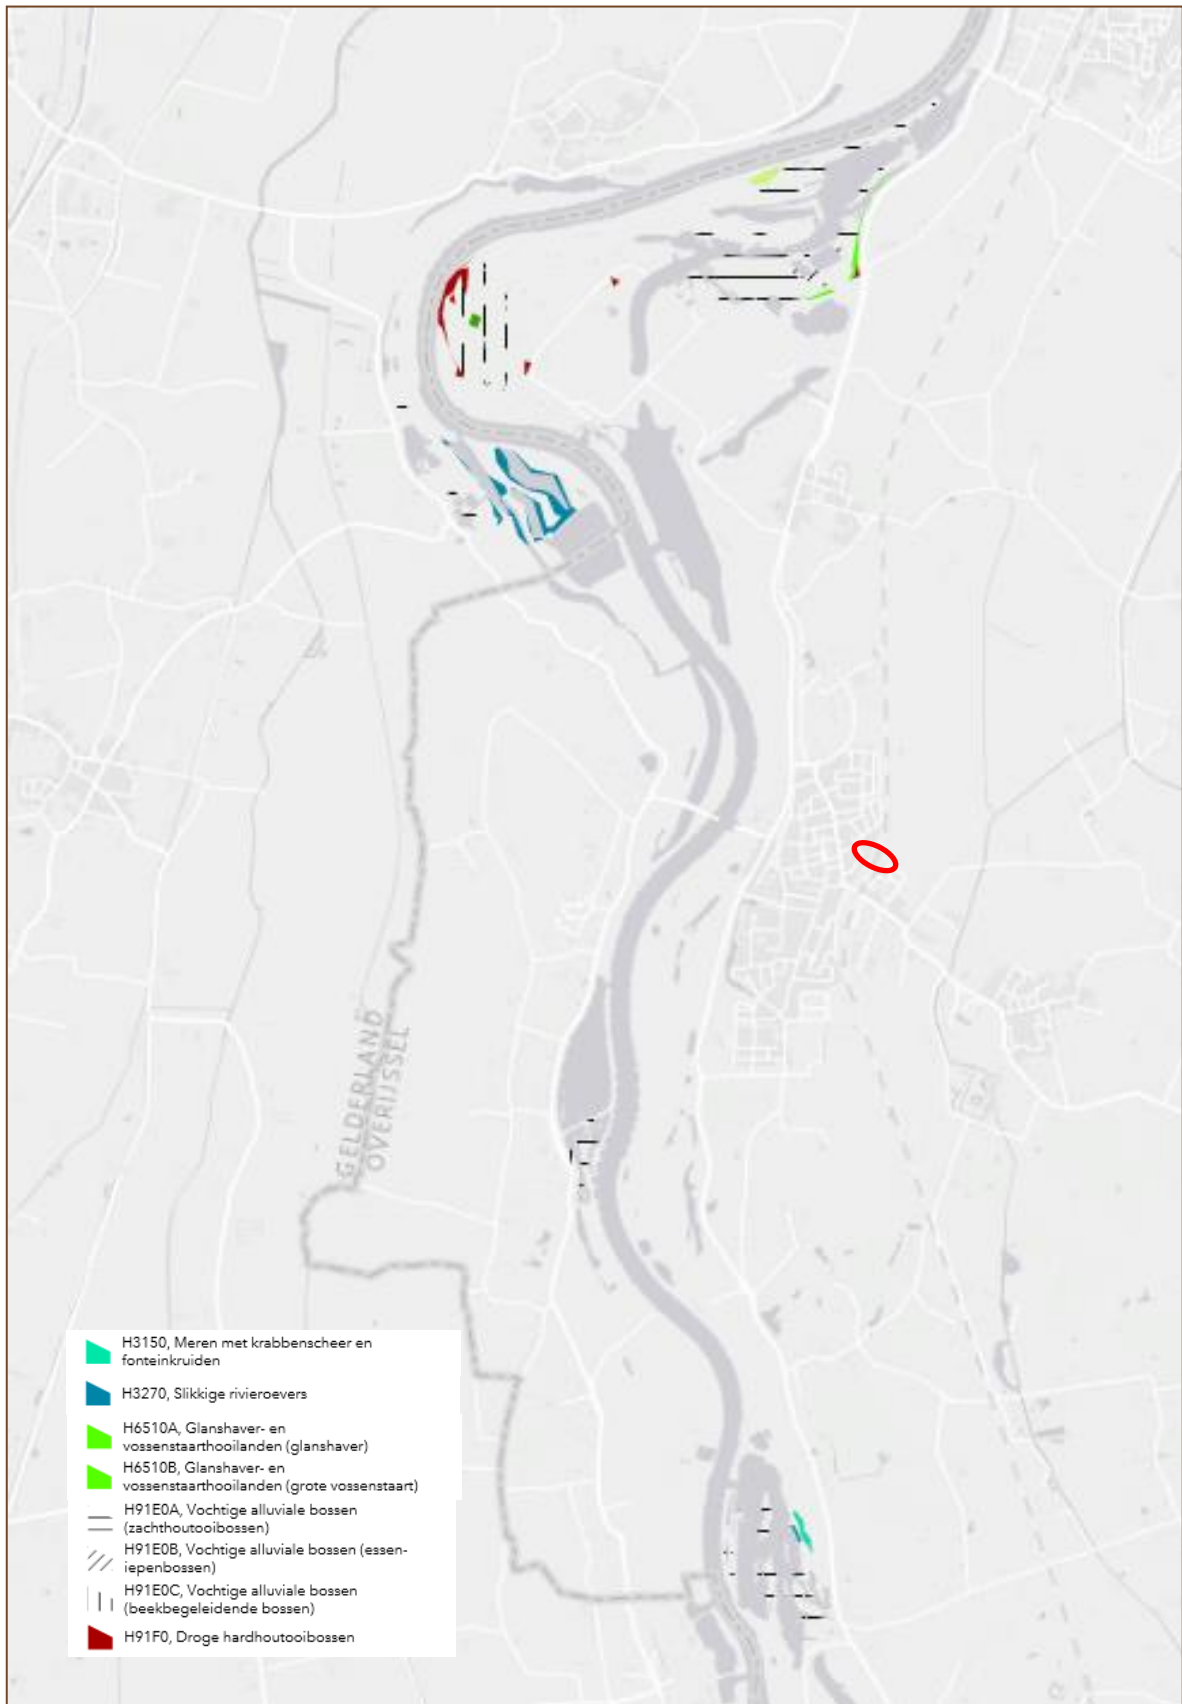 GELDERLAND
OVERIJSSEL
H3150, Meren met krabbenscheer en
fonteinkruiden
H3270, Slikkige rivieroevers
H6510A, Glanshaver- en
vossenstaarthooilanden (glanshaver)
H6510B, Glanshaver- en
vossenstaarthooilanden (grote vossenstaart)
H91E0A, Vochtige alluviale bossen
(zachthoutooibossen)
H91E0B, Vochtige alluviale bossen (essen-
iepenbossen)
H91E0C, Vochtige alluviale bossen
(beekbegeleidende bossen)
H91F0, Droge hardhoutooibossen